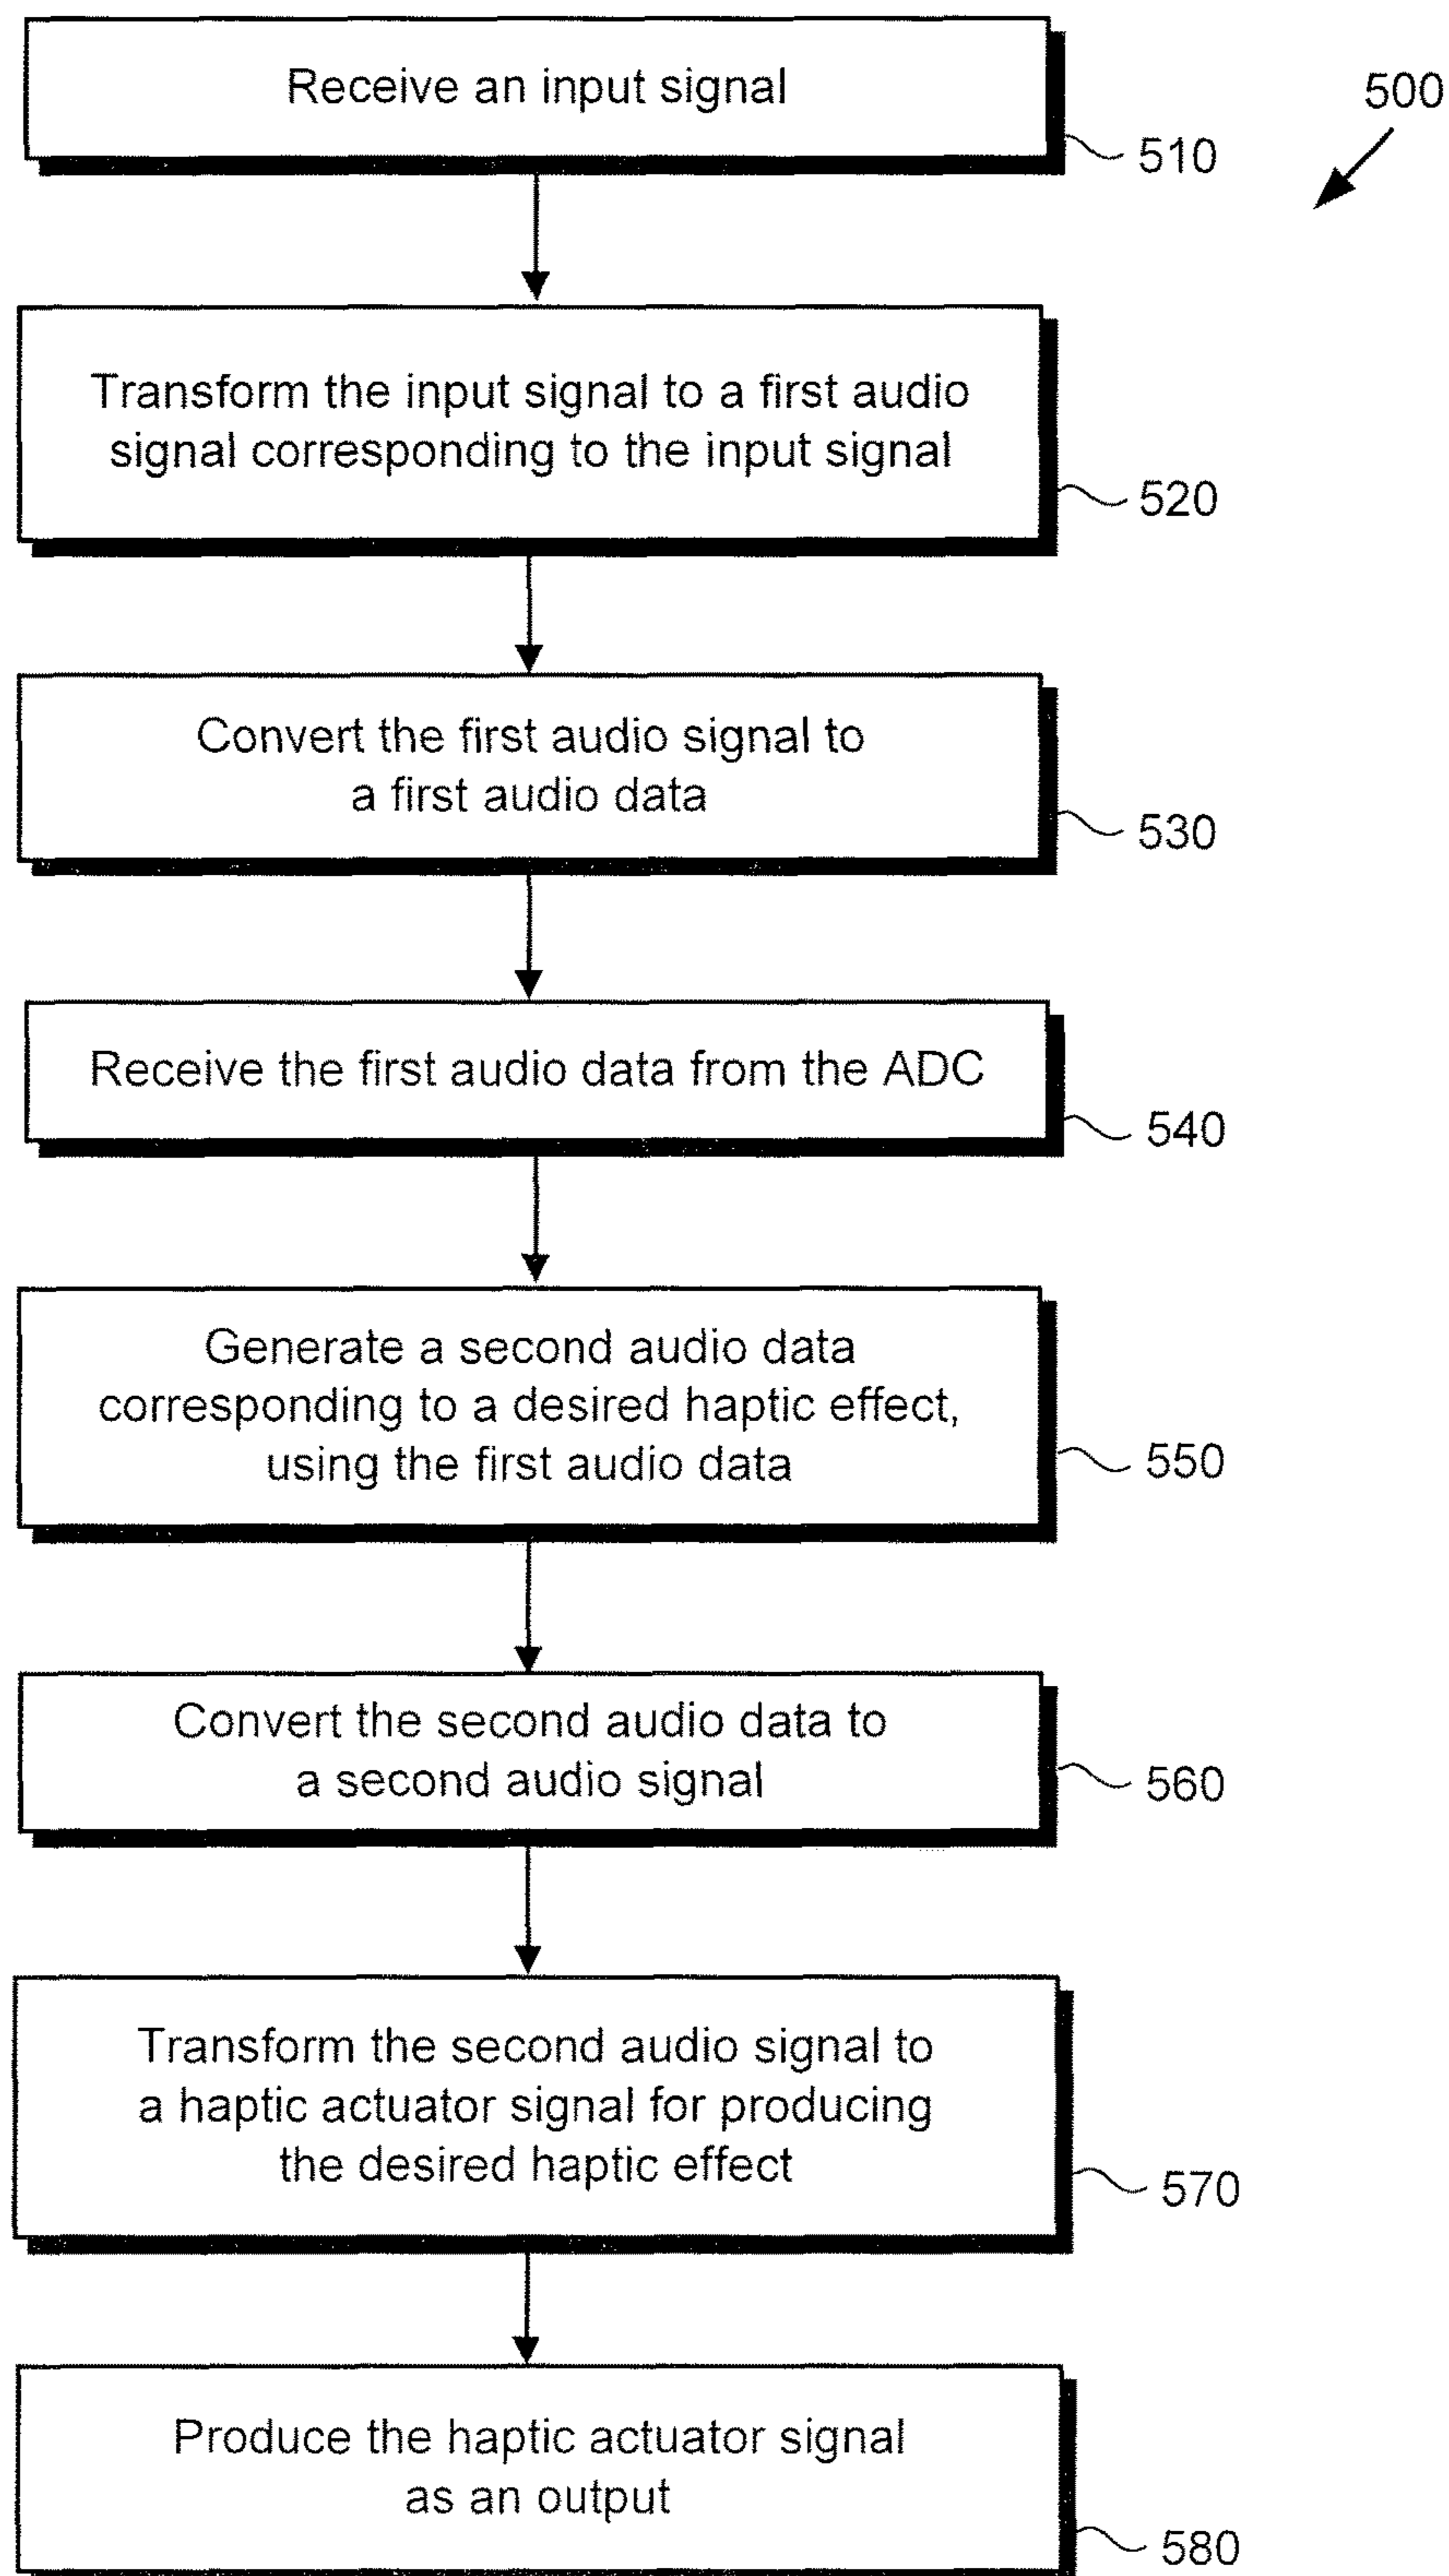 Receive an input signal
500
510
Transform the input signal to a first audio
signal corresponding to the input signal
520
Convert the first audio signal to
a first audio data
530
Receive the first audio data from the ADC
540
Generate a second audio data
corresponding to a desired haptic effect,
using the first audio data
550
Convert the second audio data to
a second audio signal
560
Transform the second audio signal to
a haptic actuator signal for producing
the desired haptic effect
570
Produce the haptic actuator signal
as an output
580